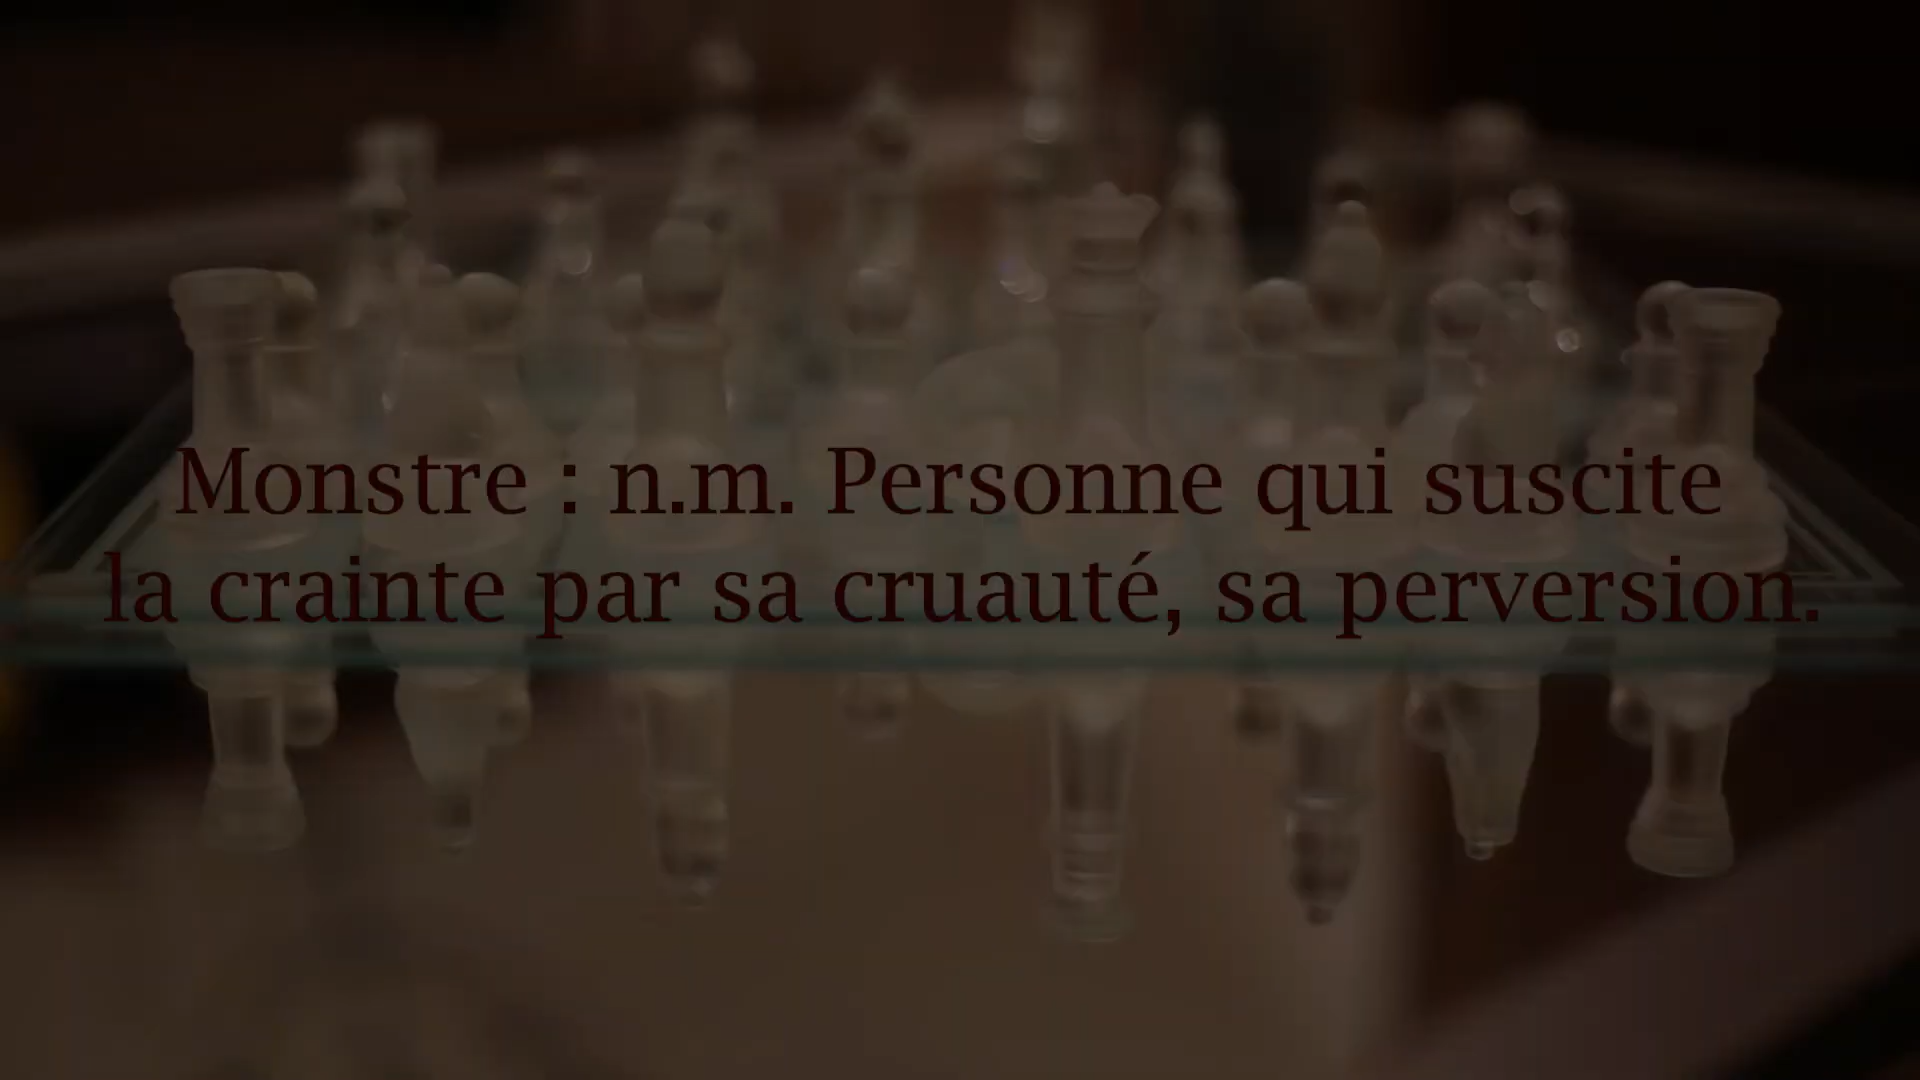 Monstre : n.m. Personne qui suscite
la crainte par sa cruauté, sa perversion.